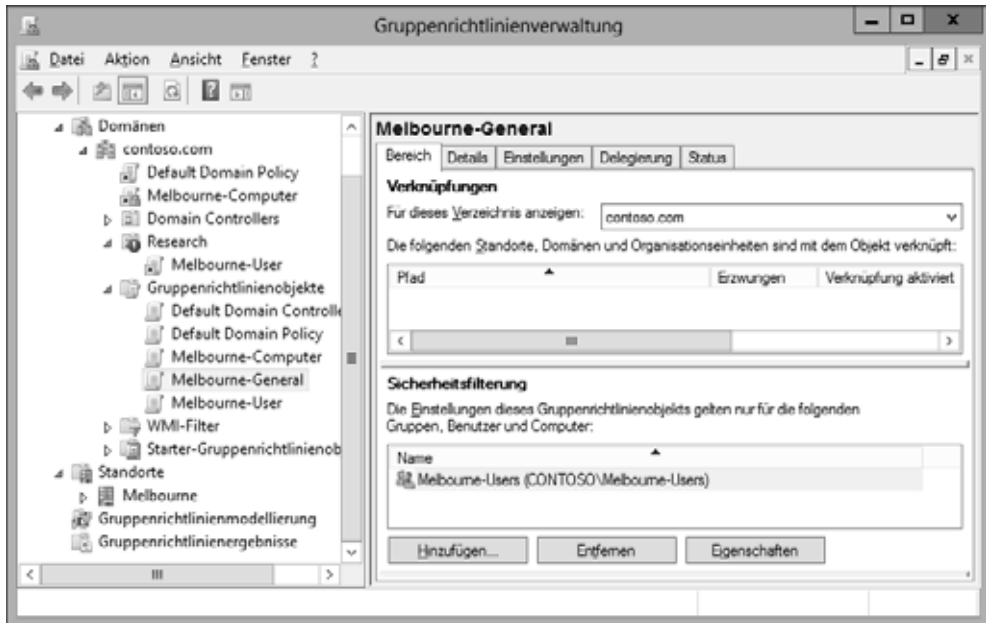 Gruppenrichtlinienverwaltung
Datei Aktion Ansicht Fenster ?
Domänen
contoso.com
Default Domain Policy
Melbourne-Computer
Domain Controllers
Research
Melbourne-User
Gruppenrichtlinienobjekte
Default Domain Controlle
Default Domain Policy
Melbourne-Computer
Melbourne-General
Melbourne-User
WMI-Filter
Starter-Gruppenrichtlinienob
Standorte
Melbourne
Gruppenrichtlinienmodellierung
Gruppenrichtlinienergebnisse
Melbourne-General
Bereich Details Einstellungen Delegierung Status
Verknüpfungen
Für dieses Verzeichnis anzeigen: contoso.com
Die folgenden Standorte, Domänen und Organisationseinheiten sind mit dem Objekt verknüpft:
Pfad Erzwungen Verknüpfung aktiviert
Sicherheitsfilterung
Die Einstellungen dieses Gruppenrichtlinienobjekts gelten nur für die folgenden
Gruppen, Benutzer und Computer:
Name
Melbourne-Users (CONTOSO\Melbourne-Users)
Hinzufügen... Entfernen Eigenschaften